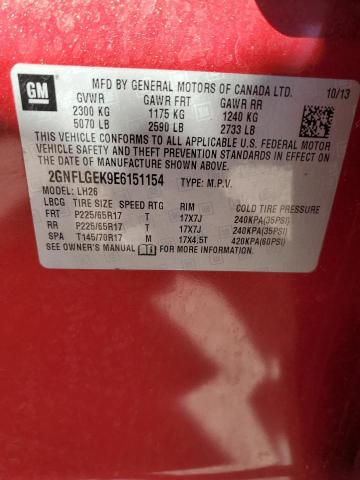 GM
MFD BY GENERAL MOTORS OF CANADA LTD. 10/13
GVWR GAWR FRT GAWR RR
2300 KG 1175 KG 1240 KG
5070 LB 2590 LB 2733 LB
THIS VEHICLE CONFORMS TO ALL APPLICABLE U.S. FEDERAL
MOTOR VEHICLE SAFETY, BUMPER, AND THEFT PREVENTION
STANDARDS IN EFFECT ON THE DATE OF MANUFACTURE SHOWN ABOVE.
2GNFLGEK9E6151154 TYPE: M.P.V.
MODEL: LH26
LBCG TIRE SIZE SPEED RTG RIM COLD TIRE PRESSURE
FRT P225/65R17 T 17X7J 240KPA(35PSI)
RR P225/65R17 T 17X7J 240KPA(35PSI)
SPA T145/70R17 M 17X4.5T 420KPA(60PSI)
SEE OWNER'S MANUAL FOR MORE INFORMATION.